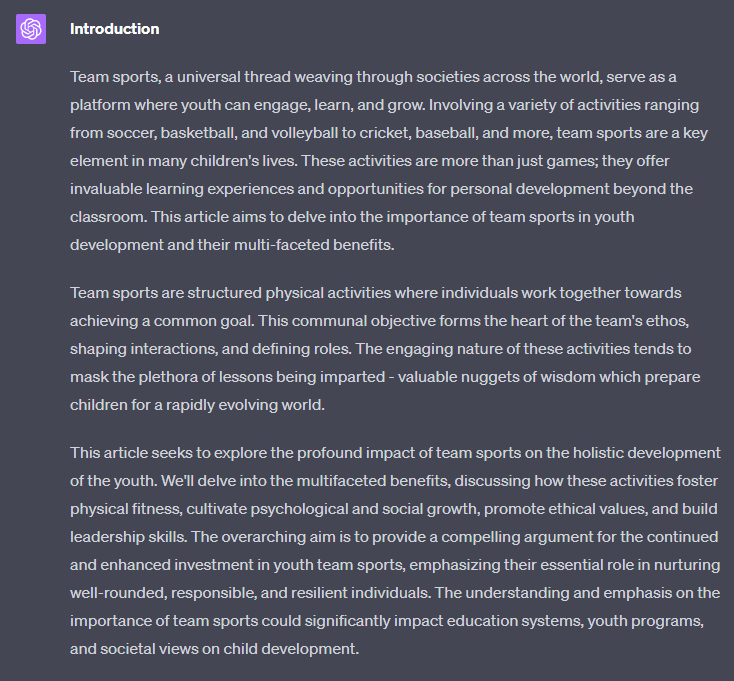 Introduction
Team sports, a universal thread weaving through societies across the world, serve as a
platform where youth can engage, learn, and grow. Involving a variety of activities ranging
from soccer, basketball, and volleyball to cricket, baseball, and more, team sports are a key
element in many children's lives. These activities are more than just games; they offer
invaluable learning experiences and opportunities for personal development beyond the
classroom. This article aims to delve into the importance of team sports in youth
development and their multi-faceted benefits.
Team sports are structured physical activities where individuals work together towards
achieving a common goal. This communal objective forms the heart of the team's ethos,
shaping interactions, and defining roles. The engaging nature of these activities tends to
mask the plethora of lessons being imparted - valuable nuggets of wisdom which prepare
children for a rapidly evolving world.
This article seeks to explore the profound impact of team sports on the holistic development
of the youth. We'll delve into the multifaceted benefits, discussing how these activities foster
physical fitness, cultivate psychological and social growth, promote ethical values, and build
leadership skills. The overarching aim is to provide a compelling argument for the continued
and enhanced investment in youth team sports, emphasizing their essential role in nurturing
well-rounded, responsible, and resilient individuals. The understanding and emphasis on the
importance of team sports could significantly impact education systems, youth programs,
and societal views on child development.